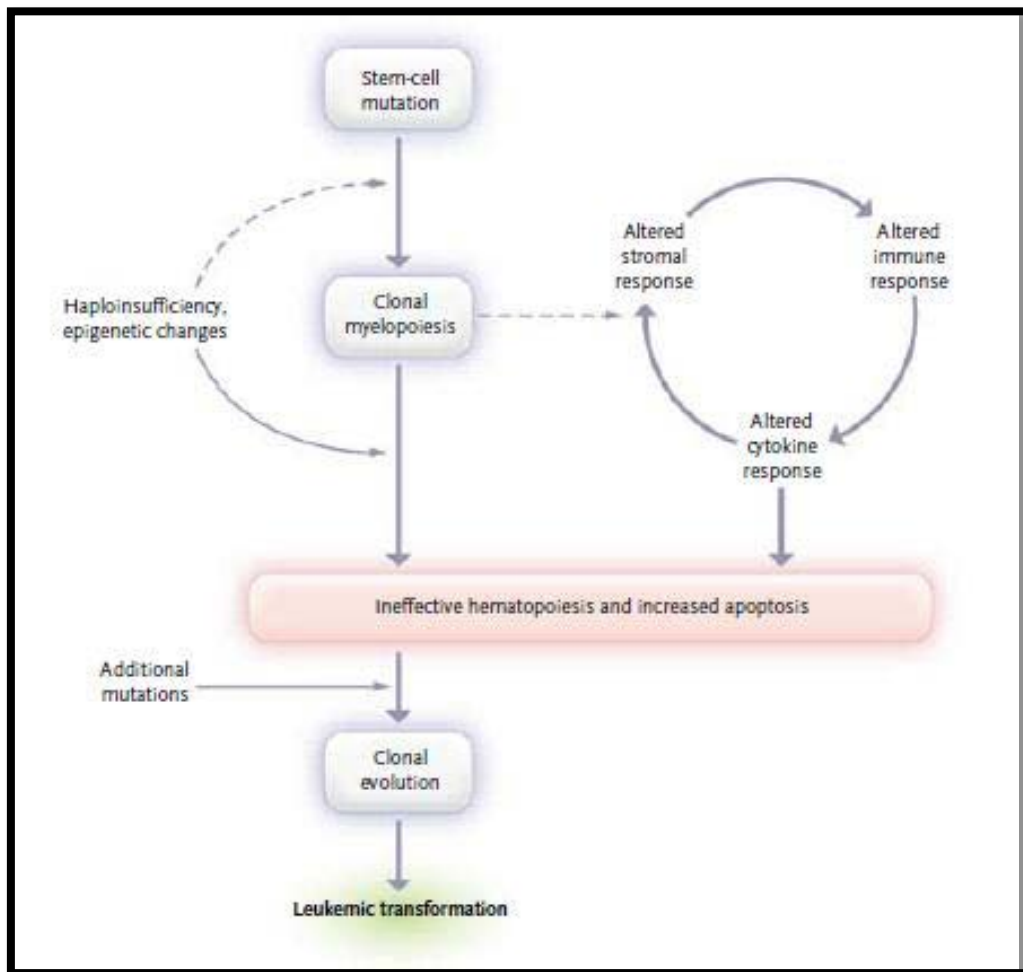 Stem-cell
mutation
Haploinsufficiency,
epigenetic changes
Clonal
myelopoiesis
Altered
stromal
response
Altered
immune
response
Altered
cytokine
response
Ineffective hematopoiesis and increased apoptosis
Additional
mutations
Clonal
evolution
Leukemic transformation